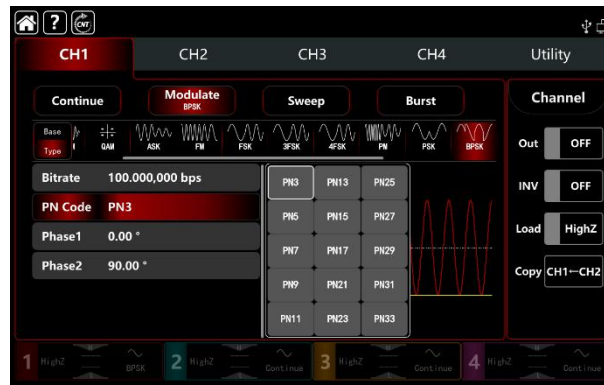 ? CNT
CH1 CH2 CH3 CH4 Utility
Continue Modulate Sweep Burst Channel
BPSK
Base
Type QAM ASK FM FSK 3FSK 4FSK PM PSK BPSK
Out OFF
Bitrate 100.000,000 bps
PN3 PN13 PN25
INV OFF
PN Code PN3
PN5 PN15 PN27
Phase1 0.00 °
Load HighZ
PN7 PN17 PN29
Phase2 90.00 °
Copy CH1←CH2
PN9 PN21 PN31
PN11 PN23 PN33
1 HighZ BPSK 2 HighZ Continue 3 HighZ Continue 4 HighZ Continue